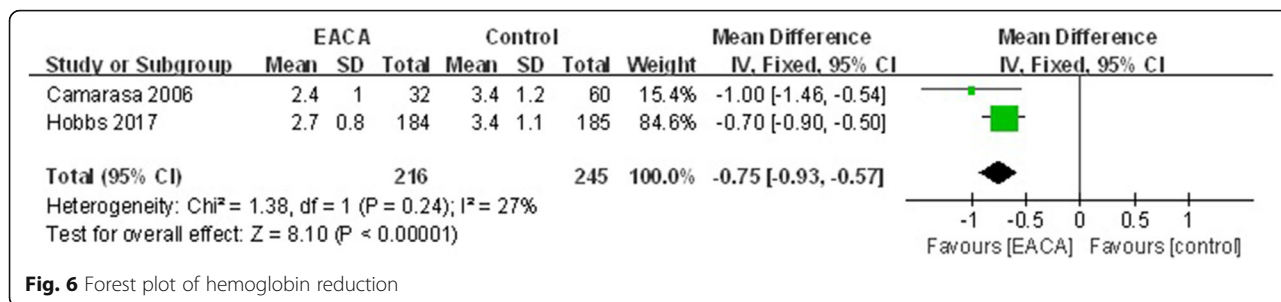 EACA Control Mean Difference Mean Difference
Study or Subgroup Mean SD Total Mean SD Total Weight IV, Fixed, 95% CI IV, Fixed, 95% CI
Camarasa 2006 2.4 1 32 3.4 1.2 60 15.4% -1.00 [-1.46, -0.54]
Hobbs 2017 2.7 0.8 184 3.4 1.1 185 84.6% -0.70 [-0.90, -0.50]
Total (95% CI) 216 245 100.0% -0.75 [-0.93, -0.57]
Heterogeneity: Chi² = 1.38, df = 1 (P = 0.24); I² = 27%
Test for overall effect: Z = 8.10 (P < 0.00001)
-1 -0.5 0 0.5 1
Favours [EACA] Favours [control]
Fig. 6 Forest plot of hemoglobin reduction